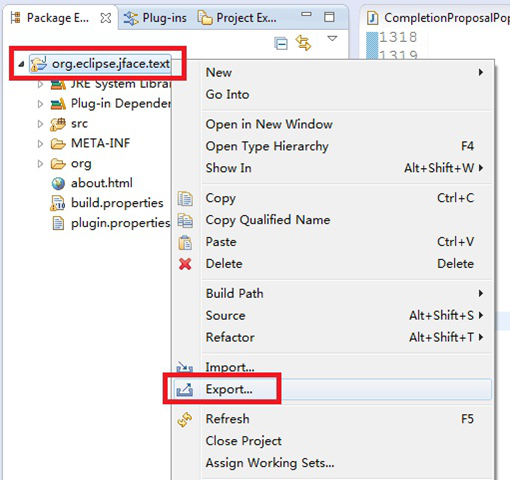 Package E...
Plug-ins
Project Ex...
CompletionProposalPop
1318
1319
org.eclipse.jface.text
JRE System Librar
Plug-in Depender
src
META-INF
org
about.html
build.properties
plugin.properties
New
Go Into
Open in New Window
Open Type Hierarchy F4
Show In Alt+Shift+W
Copy Ctrl+C
Copy Qualified Name
Paste Ctrl+V
Delete Delete
Build Path
Source Alt+Shift+S
Refactor Alt+Shift+T
Import...
Export...
Refresh F5
Close Project
Assign Working Sets...